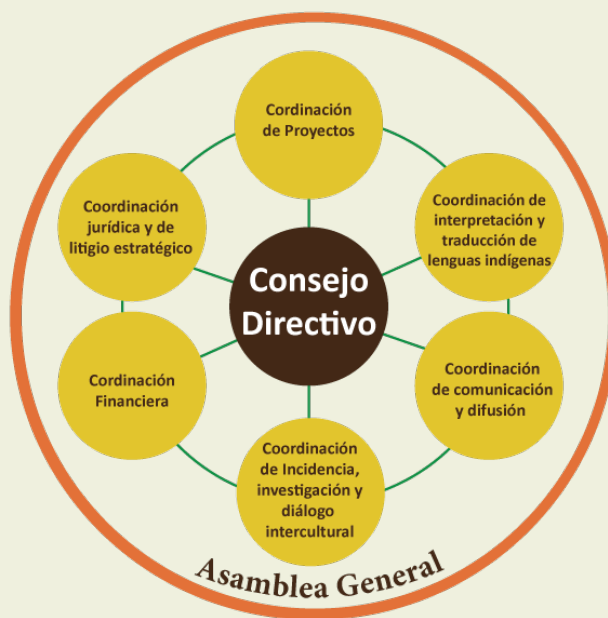 Cordinación
de Proyectos
Coordinación
jurídica y de
litigio estratégico
Coordinación de
interpretación y
traducción de
lenguas indígenas
Consejo
Directivo
Cordinación
Financiera
Coordinación
de comunicación
y difusión
Coordinación
de Incidencia,
investigación y
diálogo
intercultural
Asamblea General